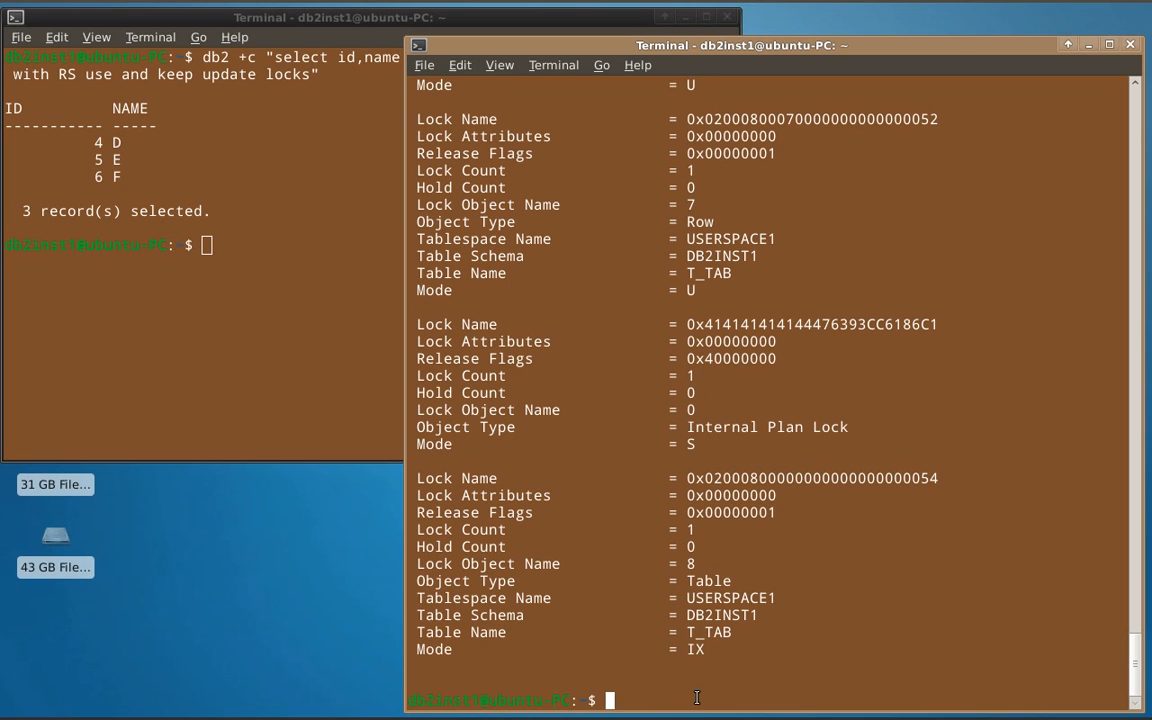 Terminal - db2inst1@ubuntu-PC: ~
File Edit View Terminal Go Help
db2inst1@ubuntu-PC:~$ db2 +c "select id,name
 with RS use and keep update locks"
ID          NAME
----------- -----
          4 D
          5 E
          6 F
  3 record(s) selected.
db2inst1@ubuntu-PC:~$
31 GB File...
43 GB File...
Terminal - db2inst1@ubuntu-PC: ~
File Edit View Terminal Go Help
Mode = U
Lock Name = 0x02000800070000000000000052
Lock Attributes = 0x00000000
Release Flags = 0x00000001
Lock Count = 1
Hold Count = 0
Lock Object Name = 7
Object Type = Row
Tablespace Name = USERSPACE1
Table Schema = DB2INST1
Table Name = T_TAB
Mode = U
Lock Name = 0x414141414144476393CC6186C1
Lock Attributes = 0x00000000
Release Flags = 0x40000000
Lock Count = 1
Hold Count = 0
Lock Object Name = 0
Object Type = Internal Plan Lock
Mode = S
Lock Name = 0x02000800000000000000000054
Lock Attributes = 0x00000000
Release Flags = 0x00000001
Lock Count = 1
Hold Count = 0
Lock Object Name = 8
Object Type = Table
Tablespace Name = USERSPACE1
Table Schema = DB2INST1
Table Name = T_TAB
Mode = IX
db2inst1@ubuntu-PC:~$